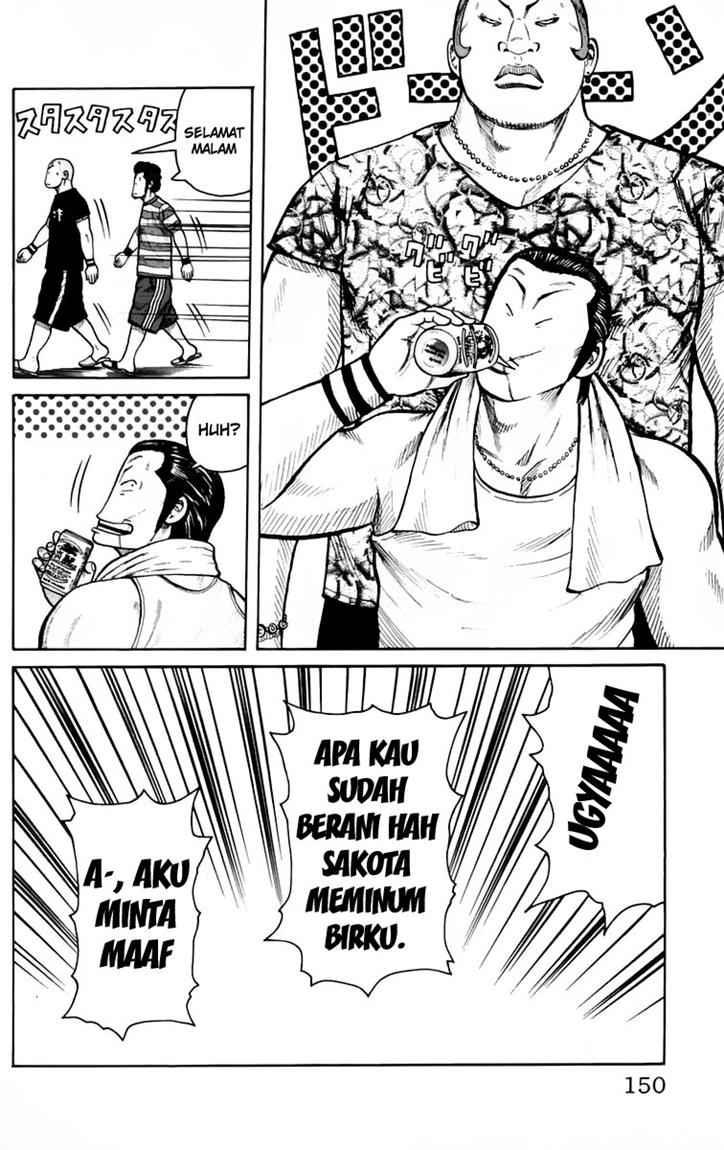 ドーン
グビグビ
スタスタスタス
SELAMAT
MALAM
HUH?
UGYAAAAAA
APA KAU
SUDAH
BERANI HAH
SAKOTA
MEMINUM
BIRKU.
A-, AKU
MINTA
MAAF
150